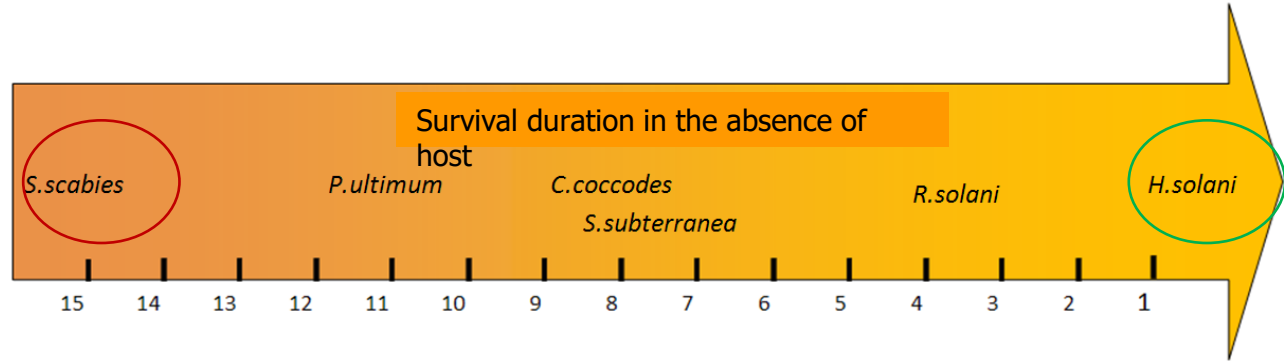 Survival duration in the absence of
host
S.scabies P.ultimum C.coccodes R.solani H.solani
S.subterranea
15 14 13 12 11 10 9 8 7 6 5 4 3 2 1